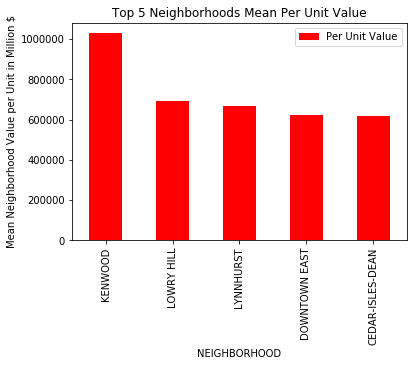 Top 5 Neighborhoods Mean Per Unit Value
Per Unit Value
Mean Neighborhood Value per Unit in Million $
1000000
800000
600000
400000
200000
0
KENWOOD
LOWRY HILL
LYNNHURST
DOWNTOWN EAST
CEDAR-ISLES-DEAN
NEIGHBORHOOD